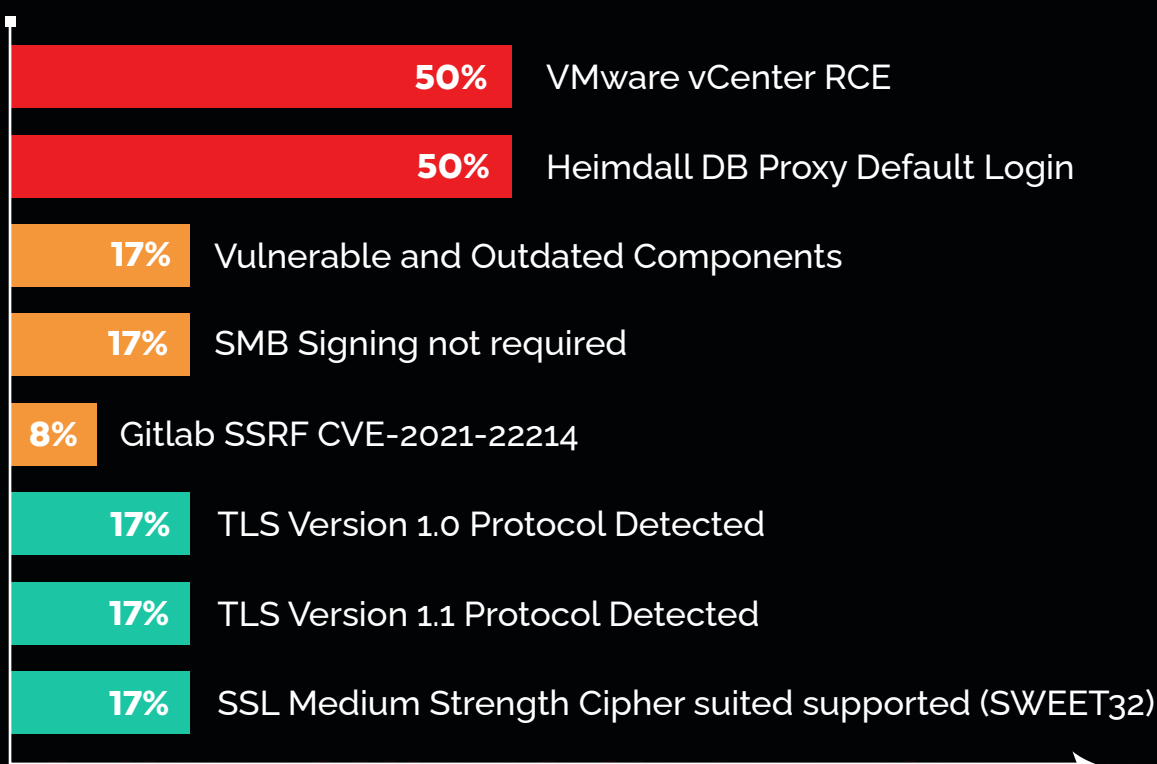 50% VMware vCenter RCE
50% Heimdall DB Proxy Default Login
17% Vulnerable and Outdated Components
17% SMB Signing not required
8% Gitlab SSRF CVE-2021-22214
17% TLS Version 1.0 Protocol Detected
17% TLS Version 1.1 Protocol Detected
17% SSL Medium Strength Cipher suited supported (SWEET32)